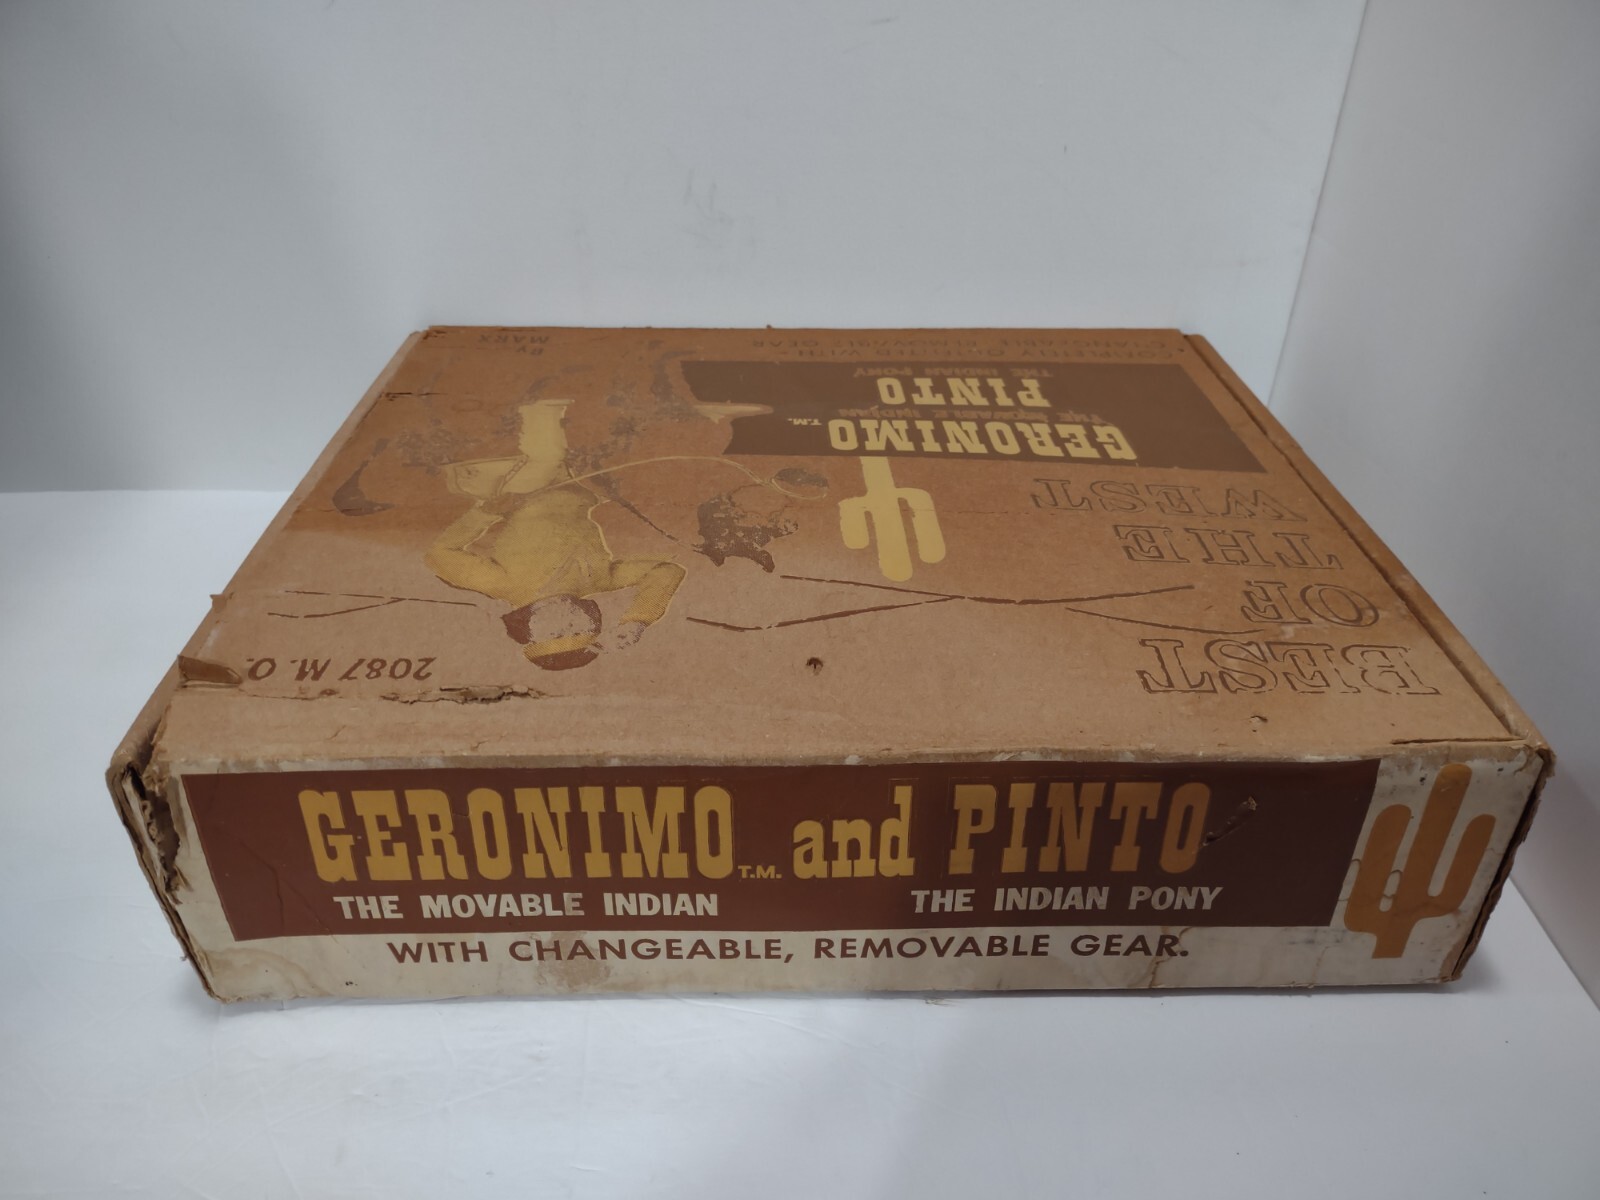 GERONIMO T.M. and PINTO
THE MOVABLE INDIAN THE INDIAN PONY
WITH CHANGEABLE, REMOVABLE GEAR.
BEST
OF
THE
WEST
GERONIMO T.M.
THE MOVABLE INDIAN
PINTO
THE INDIAN PONY
COMPLETELY OUTFITTED WITH
CHANGEABLE REMOVABLE GEAR
2087 M. O.
BY
MARX